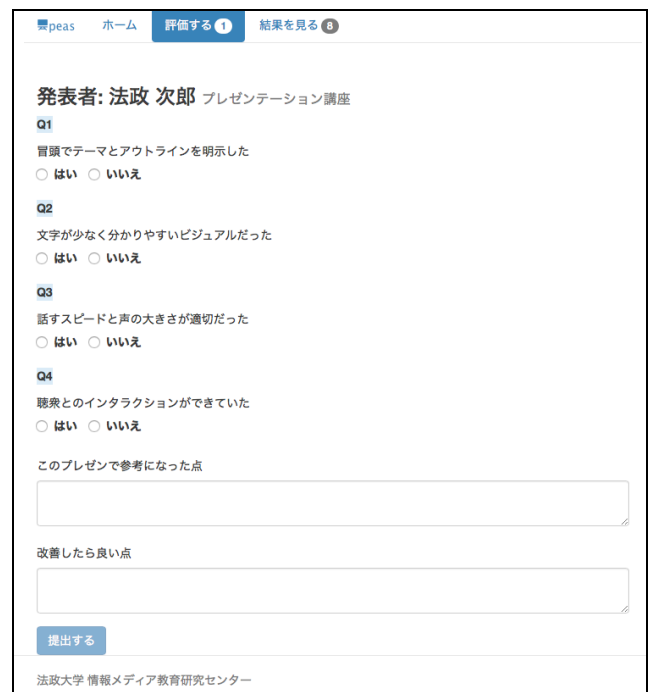 peas ホーム 評価する 1 結果を見る 8
発表者: 法政 次郎 プレゼンテーション講座
Q1
冒頭でテーマとアウトラインを明示した
はい いいえ
Q2
文字が少なく分かりやすいビジュアルだった
はい いいえ
Q3
話すスピードと声の大きさが適切だった
はい いいえ
Q4
聴衆とのインタラクションができていた
はい いいえ
このプレゼンで参考になった点
改善したら良い点
提出する
法政大学 情報メディア教育研究センター